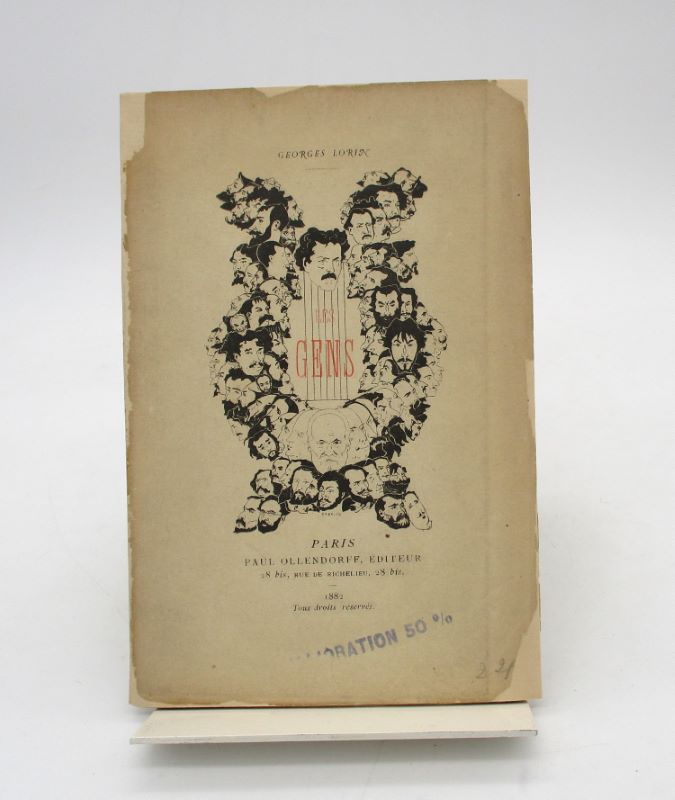 GEORGES LORIN
LES
GENS
PARIS
PAUL OLLENDORFF, ÉDITEUR
28 bis, RUE DE RICHELIEU, 28 bis,
1882
Tous droits réservés.
50 %